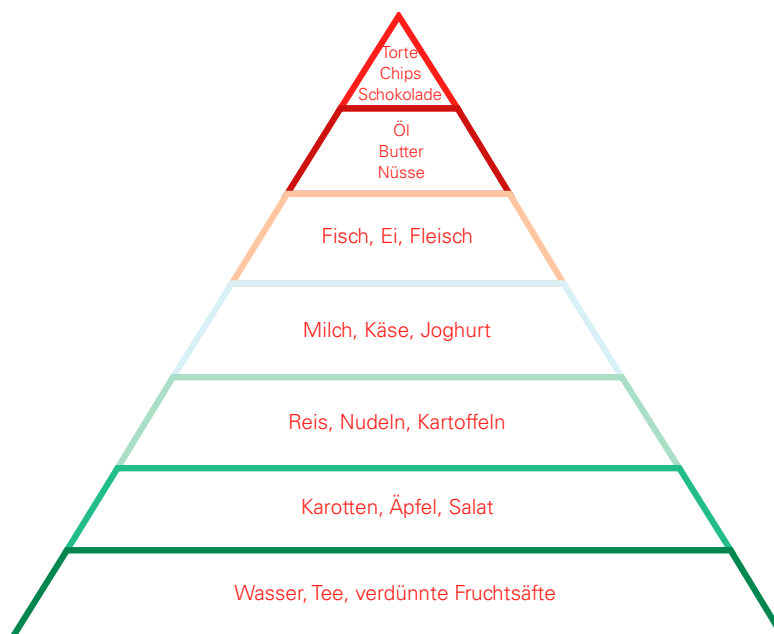 Torte
Chips
Schokolade
Öl
Butter
Nüsse
Fisch, Ei, Fleisch
Milch, Käse, Joghurt
Reis, Nudeln, Kartoffeln
Karotten, Äpfel, Salat
Wasser, Tee, verdünnte Fruchtsäfte